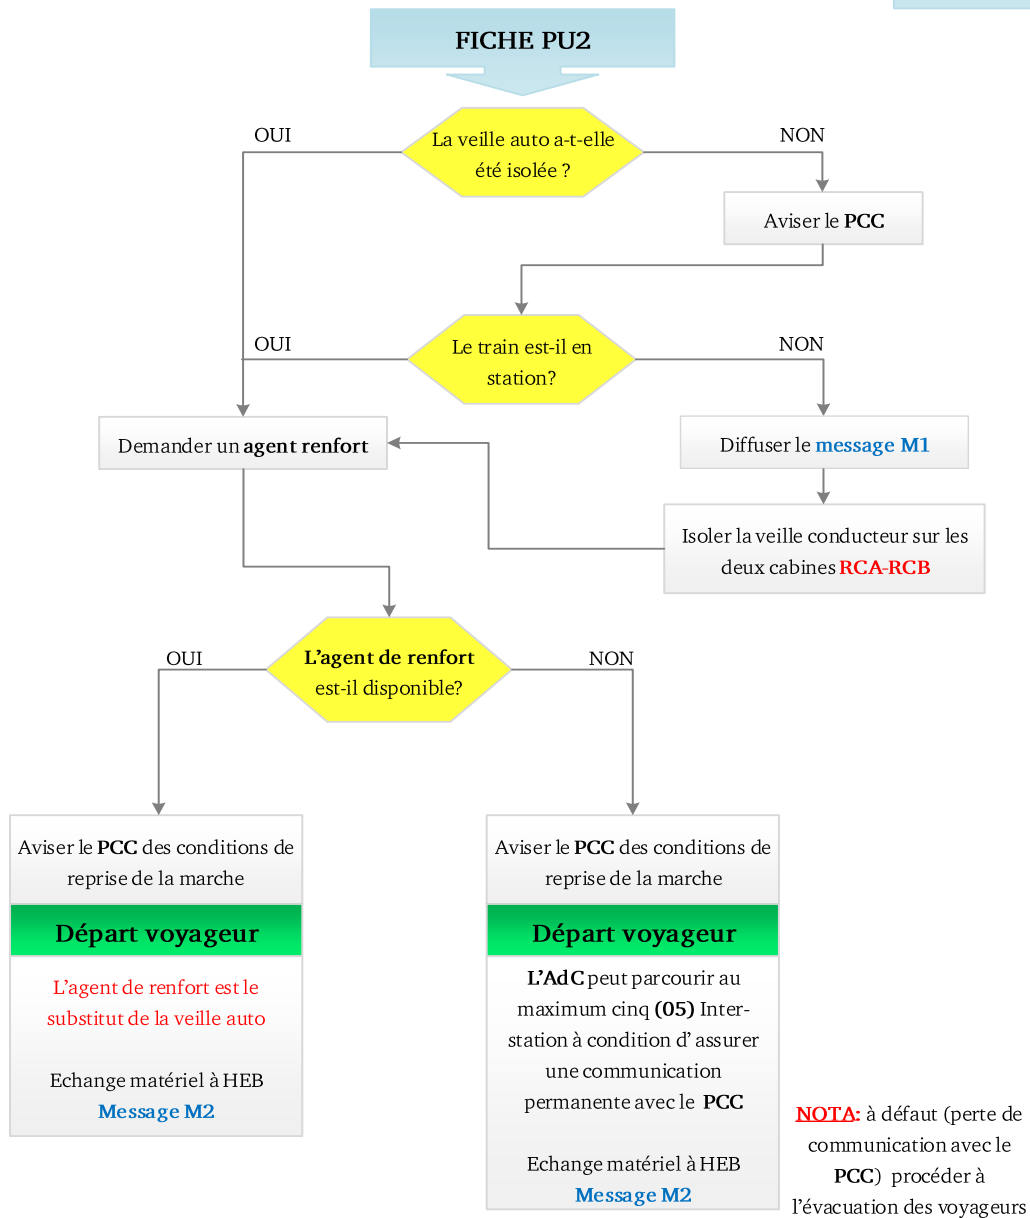 FICHE PU2
La veille auto a-t-elle
été isolée ?
OUI
NON
Aviser le PCC
Le train est-il en
station?
OUI
NON
Demander un agent renfort
Diffuser le message M1
Isoler la veille conducteur sur les
deux cabines RCA-RCB
L’agent de renfort
est-il disponible?
OUI
NON
Aviser le PCC des conditions de
reprise de la marche
Départ voyageur
L’agent de renfort est le
substitut de la veille auto
Echange matériel à HEB
Message M2
Aviser le PCC des conditions de
reprise de la marche
Départ voyageur
L’AdC peut parcourir au
maximum cinq (05) Inter-
station à condition d’ assurer
une communication
permanente avec le PCC
Echange matériel à HEB
Message M2
NOTA: à défaut (perte de
communication avec le
PCC) procéder à
l’évacuation des voyageurs